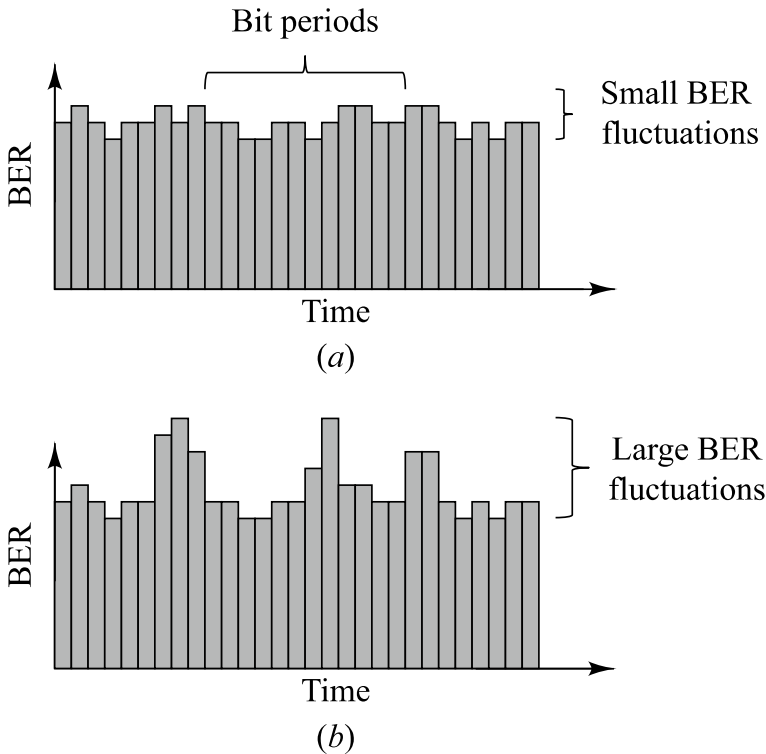 Bit periods
Small BER
fluctuations
BER
Time
(a)
Large BER
fluctuations
BER
Time
(b)